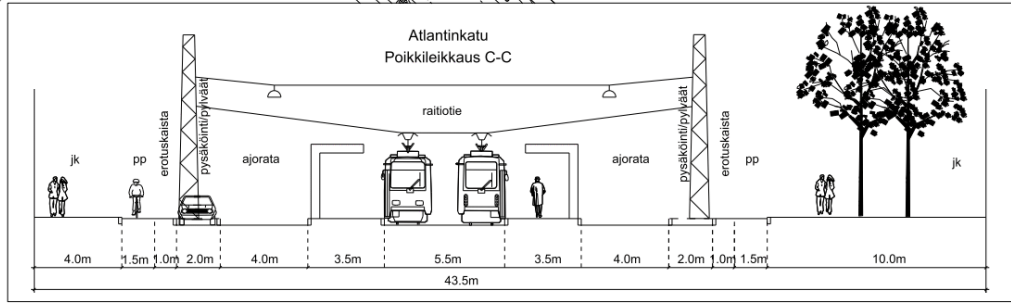 Atlantinkatu
Poikkileikkaus C-C
raitiotie
jk
pp
erotuskaista
pysäköinti/pylväät
ajorata
ajorata
pysäköinti/pylväät
erotuskaista
pp
jk
4.0m
1.5m
1.0m
2.0m
4.0m
3.5m
5.5m
3.5m
4.0m
2.0m
1.0m
1.5m
10.0m
43.5m